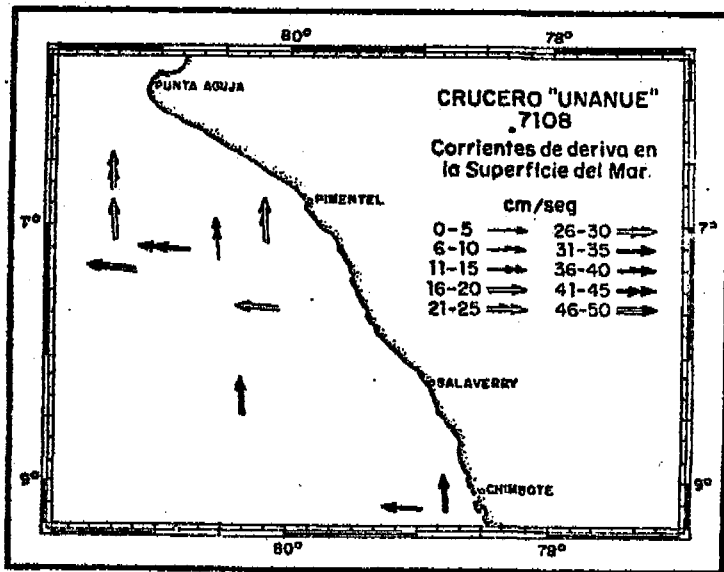 80° 78°
PUNTA AGUJA
CRUCERO "UNANUE"
.7108
Corrientes de deriva en
la Superficie del Mar.
cm/seg
0-5 26-30
6-10 31-35
11-15 36-40
16-20 41-45
21-25 46-50
7° 7°
PIMENTEL
SALAVERRY
9° 9°
CHIMBOTE
80° 78°